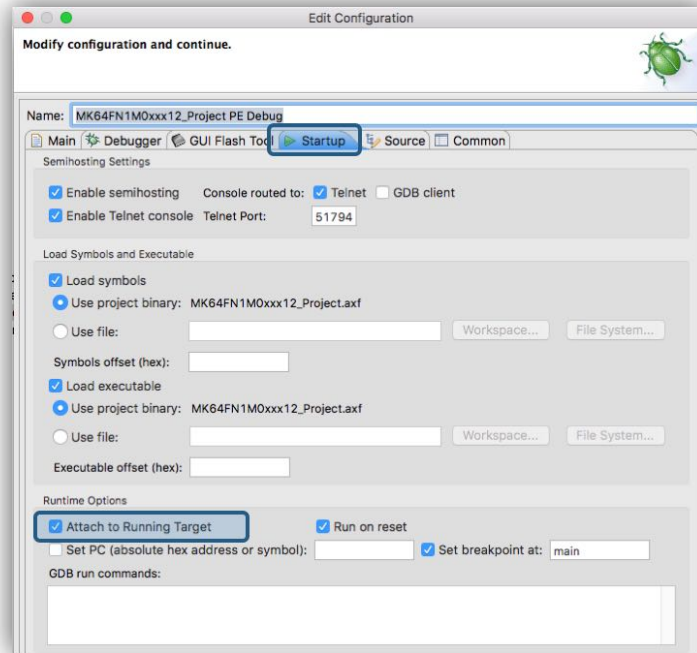 Edit Configuration
Modify configuration and continue.
Name: MK64FN1M0xxx12_Project PE Debug
Main Debugger GUI Flash Tool Startup Source Common
Semihosting Settings
Enable semihosting Console routed to: Telnet GDB client
Enable Telnet console Telnet Port: 51794
Load Symbols and Executable
Load symbols
Use project binary: MK64FN1M0xxx12_Project.axf
Use file: Workspace... File System...
Symbols offset (hex):
Load executable
Use project binary: MK64FN1M0xxx12_Project.axf
Use file: Workspace... File System...
Executable offset (hex):
Runtime Options
Attach to Running Target Run on reset
Set PC (absolute hex address or symbol): Set breakpoint at: main
GDB run commands: